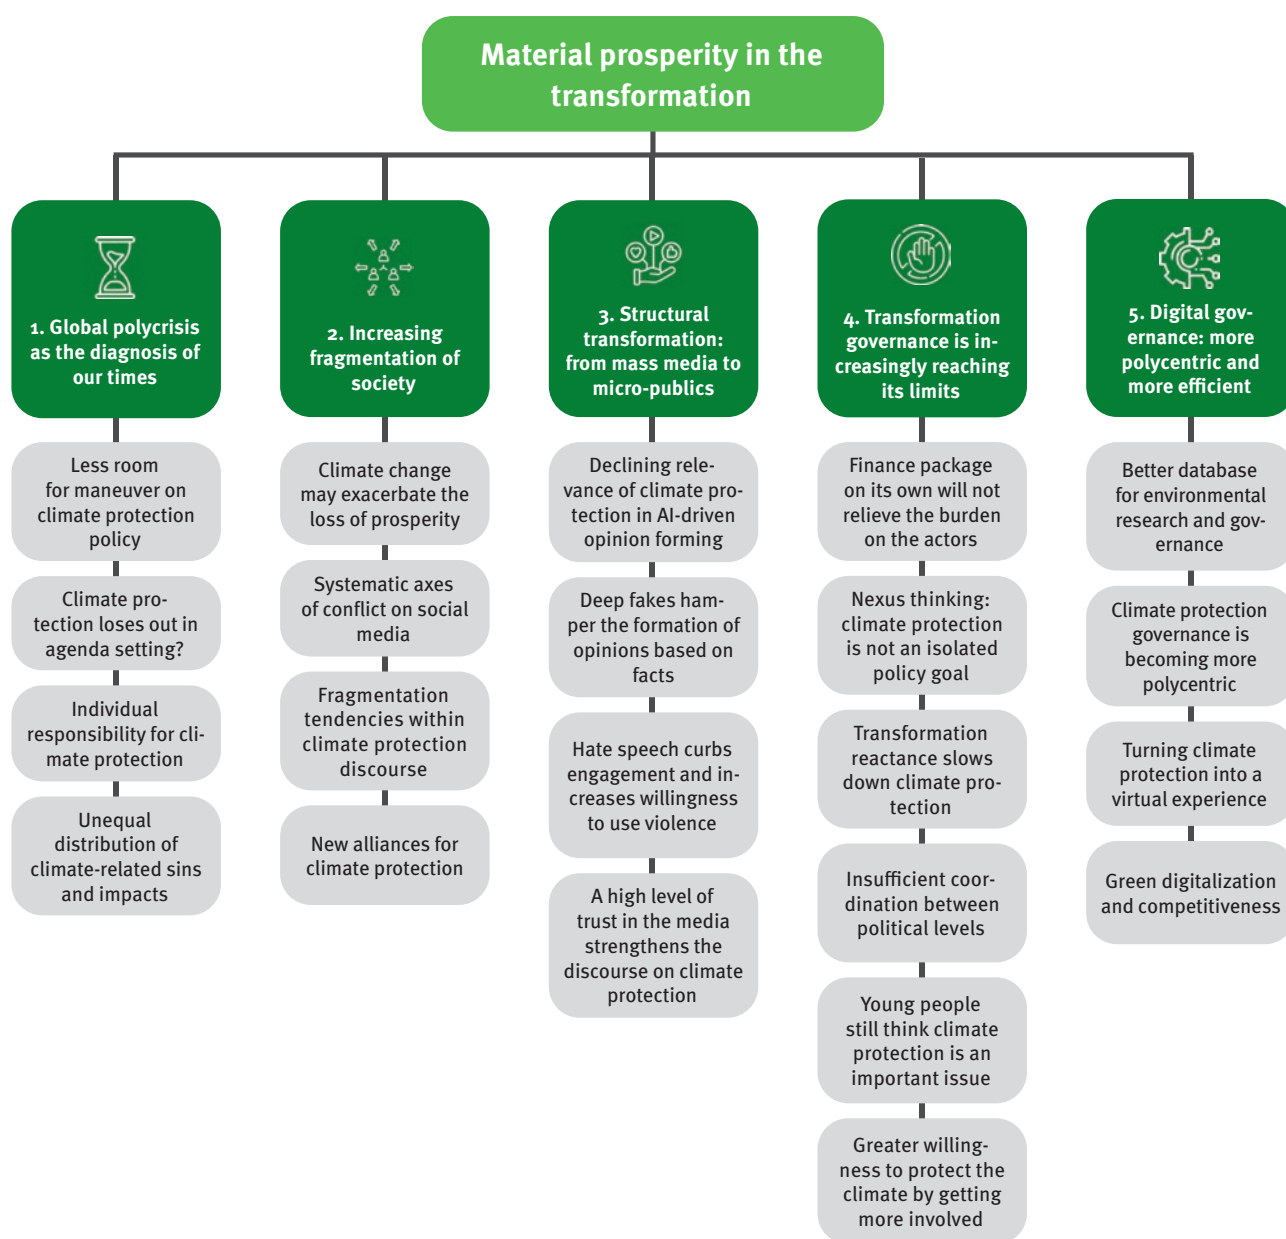 Material prosperity in the
transformation
1. Global polycrisis
as the diagnosis of
our times
Less room
for maneuver on
climate protection
policy
Climate pro-
tection loses out in
agenda setting?
Individual
responsibility for cli-
mate protection
Unequal
distribution of
climate-related sins
and impacts
2. Increasing
fragmentation of
society
Climate change
may exacerbate the
loss of prosperity
Systematic axes
of conflict on social
media
Fragmentation
tendencies within
climate protection
discourse
New alliances for
climate protection
3. Structural
transformation:
from mass media to
micro-publics
Declining rele-
vance of climate pro-
tection in AI-driven
opinion forming
Deep fakes ham-
per the formation of
opinions based on
facts
Hate speech curbs
engagement and in-
creases willingness
to use violence
A high level of
trust in the media
strengthens the
discourse on climate
protection
4. Transformation
governance is in-
creasingly reaching
its limits
Finance package
on its own will not
relieve the burden
on the actors
Nexus thinking:
climate protection
is not an isolated
policy goal
Transformation
reactance slows
down climate pro-
tection
Insufficient coor-
dination between
political levels
Young people
still think climate
protection is an
important issue
Greater willing-
ness to protect the
climate by getting
more involved
5. Digital gov-
ernance: more
polycentric and
more efficient
Better database
for environmental
research and gov-
ernance
Climate protection
governance is
becoming more
polycentric
Turning climate
protection into a
virtual experience
Green digitalization
and competitiveness